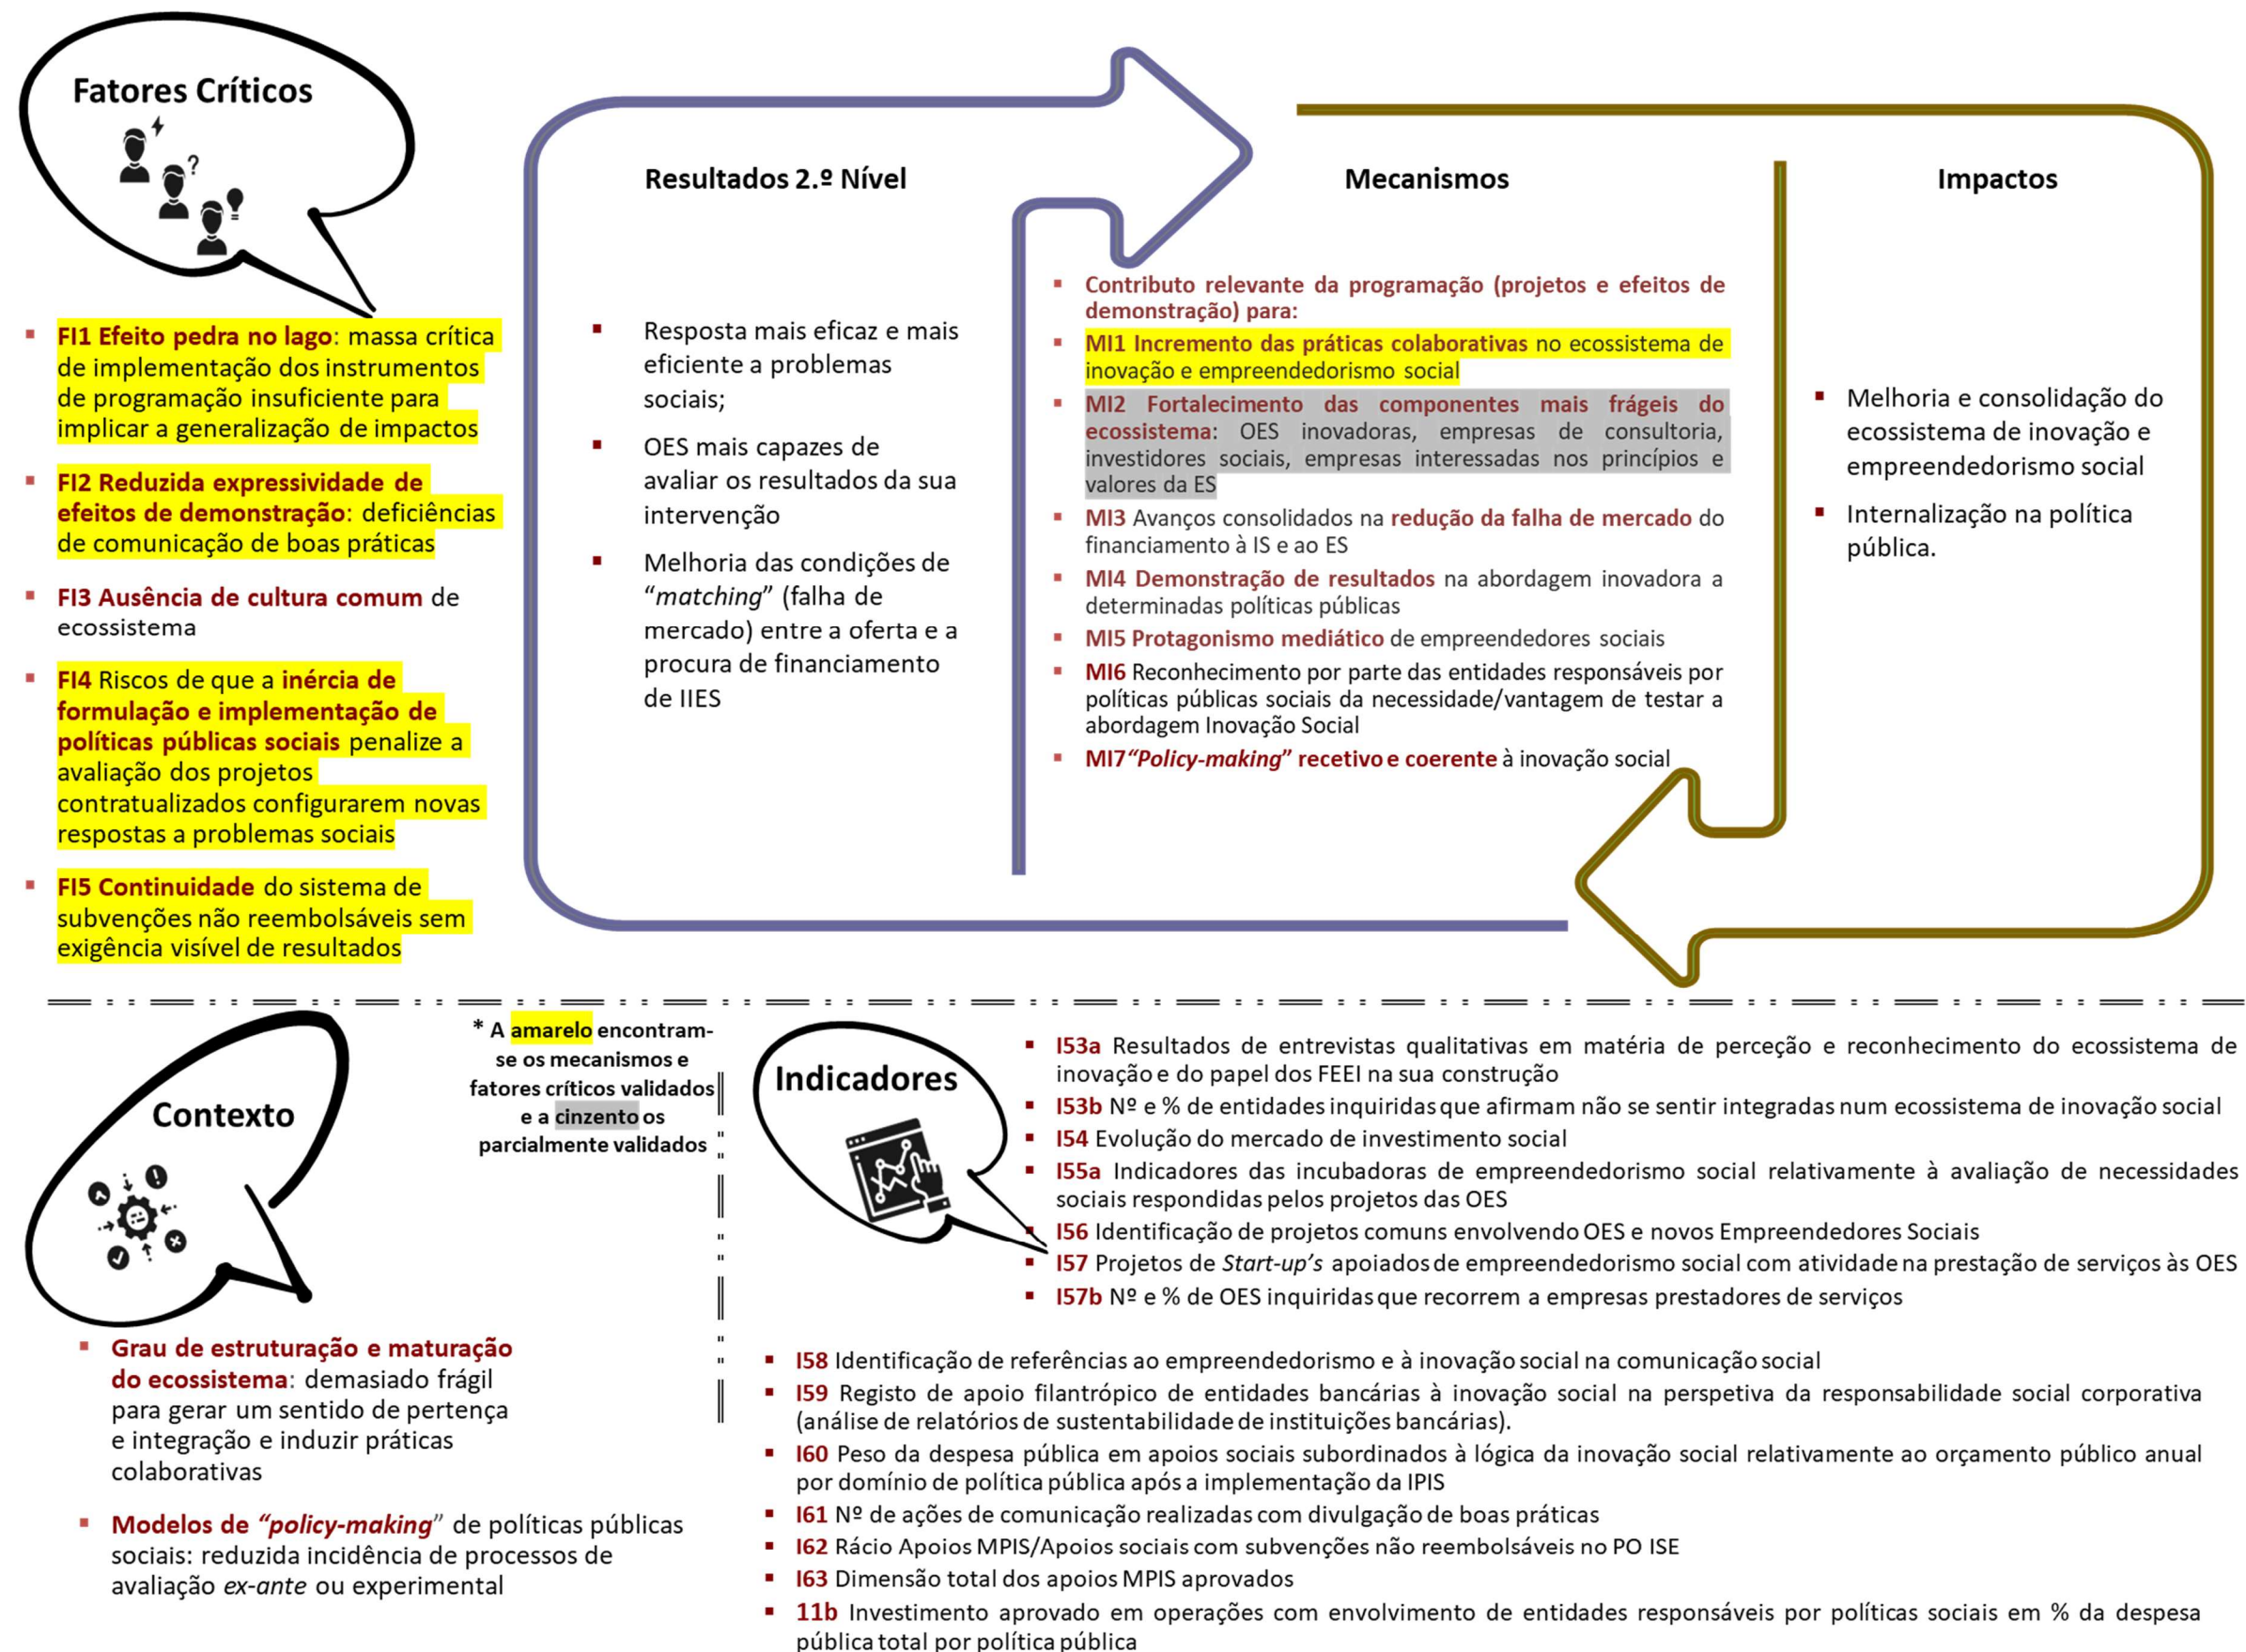 Fatores Críticos
FI1 Efeito pedra no lago: massa crítica
de implementação dos instrumentos
de programação insuficiente para
implicar a generalização de impactos
FI2 Reduzida expressividade de
efeitos de demonstração: deficiências
de comunicação de boas práticas
FI3 Ausência de cultura comum de
ecossistema
FI4 Riscos de que a inércia de
formulação e implementação de
políticas públicas sociais penalize a
avaliação dos projetos
contratualizados configurarem novas
respostas a problemas sociais
FI5 Continuidade do sistema de
subvenções não reembolsáveis sem
exigência visível de resultados
Resultados 2.º Nível
Resposta mais eficaz e mais
eficiente a problemas
sociais;
OES mais capazes de
avaliar os resultados da sua
intervenção
Melhoria das condições de
“matching” (falha de
mercado) entre a oferta e a
procura de financiamento
de IIES
Mecanismos
Contributo relevante da programação (projetos e efeitos de
demonstração) para:
MI1 Incremento das práticas colaborativas no ecossistema de
inovação e empreendedorismo social
MI2 Fortalecimento das componentes mais frágeis do
ecossistema: OES inovadoras, empresas de consultoria,
investidores sociais, empresas interessadas nos princípios e
valores da ES
MI3 Avanços consolidados na redução da falha de mercado do
financiamento à IS e ao ES
MI4 Demonstração de resultados na abordagem inovadora a
determinadas políticas públicas
MI5 Protagonismo mediático de empreendedores sociais
MI6 Reconhecimento por parte das entidades responsáveis por
políticas públicas sociais da necessidade/vantagem de testar a
abordagem Inovação Social
MI7“Policy-making” recetivo e coerente à inovação social
Impactos
Melhoria e consolidação do
ecossistema de inovação e
empreendedorismo social
Internalização na política
pública.
Contexto
Grau de estruturação e maturação
do ecossistema: demasiado frágil
para gerar um sentido de pertença
e integração e induzir práticas
colaborativas
Modelos de “policy-making” de políticas públicas
sociais: reduzida incidência de processos de
avaliação ex-ante ou experimental
* A amarelo encontram-
se os mecanismos e
fatores críticos validados
e a cinzento os
parcialmente validados
Indicadores
I53a Resultados de entrevistas qualitativas em matéria de perceção e reconhecimento do ecossistema de
inovação e do papel dos FEEI na sua construção
I53b Nº e % de entidades inquiridas que afirmam não se sentir integradas num ecossistema de inovação social
I54 Evolução do mercado de investimento social
I55a Indicadores das incubadoras de empreendedorismo social relativamente à avaliação de necessidades
sociais respondidas pelos projetos das OES
I56 Identificação de projetos comuns envolvendo OES e novos Empreendedores Sociais
I57 Projetos de Start-up’s apoiados de empreendedorismo social com atividade na prestação de serviços às OES
I57b Nº e % de OES inquiridas que recorrem a empresas prestadores de serviços
I58 Identificação de referências ao empreendedorismo e à inovação social na comunicação social
I59 Registo de apoio filantrópico de entidades bancárias à inovação social na perspetiva da responsabilidade social corporativa
(análise de relatórios de sustentabilidade de instituições bancárias).
I60 Peso da despesa pública em apoios sociais subordinados à lógica da inovação social relativamente ao orçamento público anual
por domínio de política pública após a implementação da IPIS
I61 Nº de ações de comunicação realizadas com divulgação de boas práticas
I62 Rácio Apoios MPIS/Apoios sociais com subvenções não reembolsáveis no PO ISE
I63 Dimensão total dos apoios MPIS aprovados
11b Investimento aprovado em operações com envolvimento de entidades responsáveis por políticas sociais em % da despesa
pública total por política pública